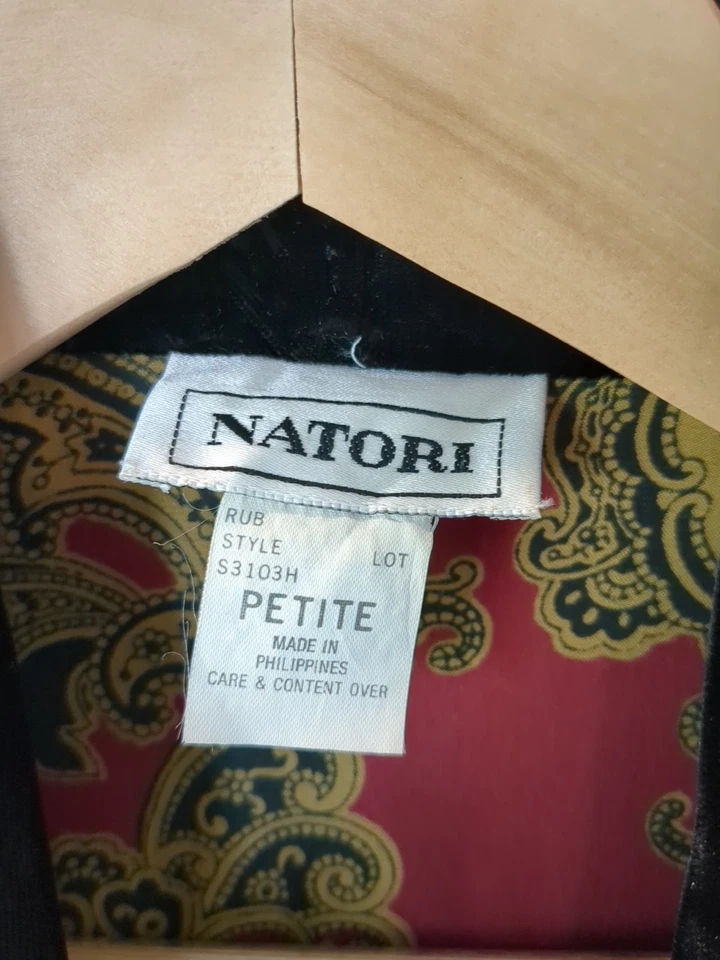 NATORI
RUB
STYLE LOT
S3103H
PETITE
MADE IN
PHILIPPINES
CARE & CONTENT OVER